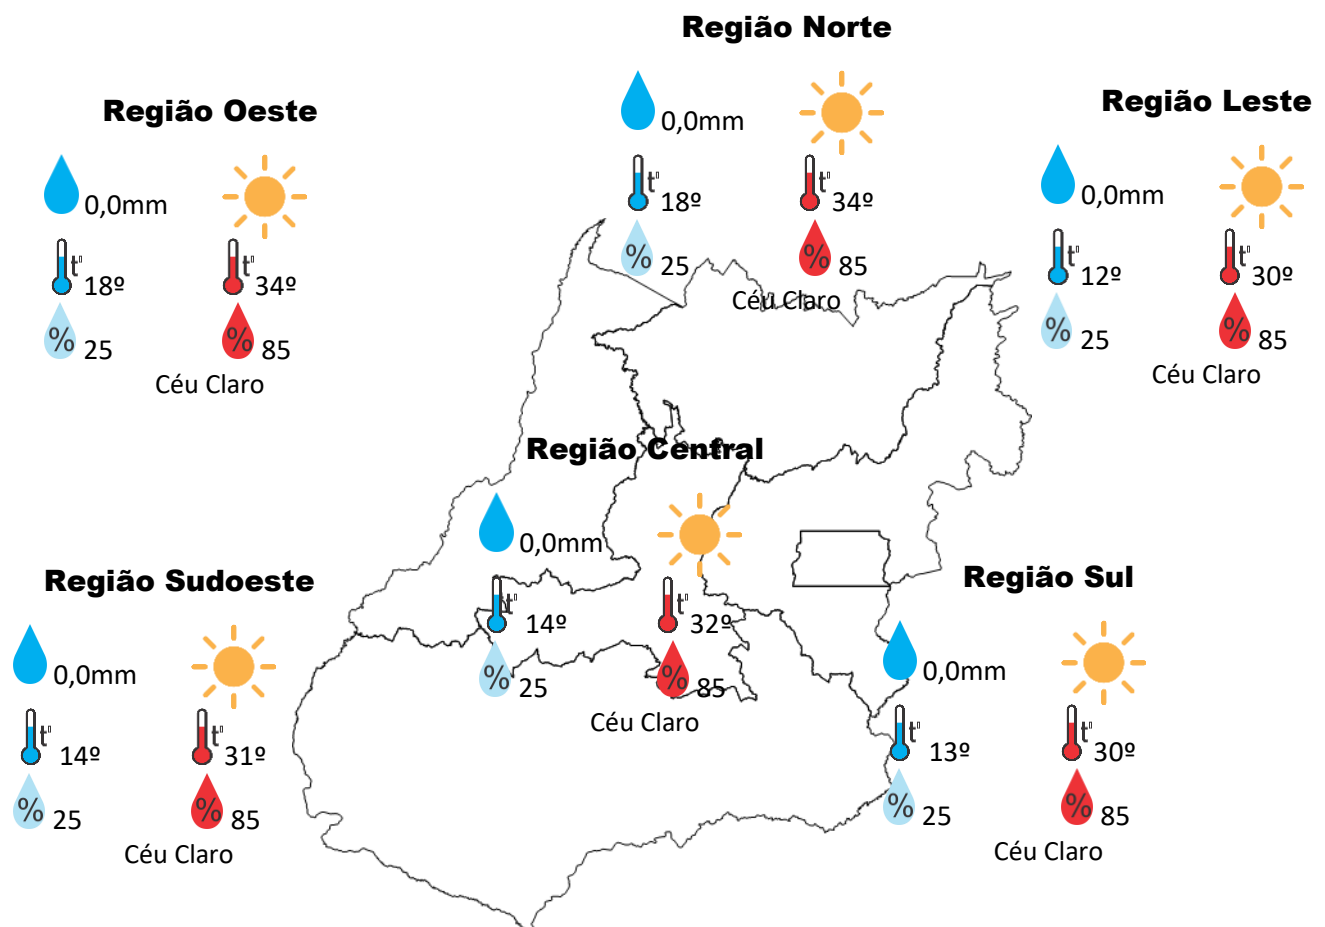 Região Norte
0,0mm
t°
18º
t°
34º
%
25
%
85
Céu Claro
Região Oeste
0,0mm
t°
18º
t°
34º
%
25
%
85
Céu Claro
Região Leste
0,0mm
t°
12º
t°
30º
%
25
%
85
Céu Claro
Região Central
0,0mm
t°
14º
t°
32º
%
25
%
85
Céu Claro
Região Sudoeste
0,0mm
t°
14º
t°
31º
%
25
%
85
Céu Claro
Região Sul
0,0mm
t°
13º
t°
30º
%
25
%
85
Céu Claro